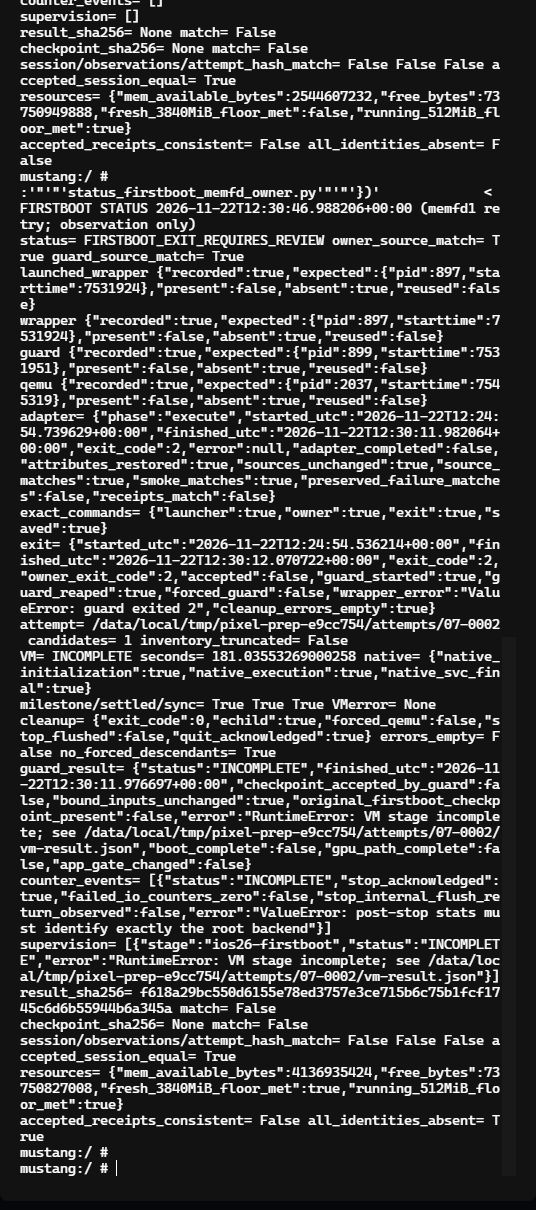 counter_events= []
supervision= []
result_sha256= None match= False
checkpoint_sha256= None match= False
session/observations/attempt_hash_match= False False False a
ccepted_session_equal= True
resources= {"mem_available_bytes":2544607232,"free_bytes":73
750949888,"fresh_3840MiB_floor_met":false,"running_512MiB_fl
oor_met":true}
accepted_receipts_consistent= False all_identities_absent= F
alse
mustang:/ #
:'"'"'status_firstboot_memfd_owner.py'"'"'})'             <
FIRSTBOOT STATUS 2026-11-22T12:30:46.988206+00:00 (memfd1 re
try; observation only)
status= FIRSTBOOT_EXIT_REQUIRES_REVIEW owner_source_match= T
rue guard_source_match= True
launched_wrapper {"recorded":true,"expected":{"pid":897,"sta
rttime":7531924},"present":false,"absent":true,"reused":fals
e}
wrapper {"recorded":true,"expected":{"pid":897,"starttime":7
531924},"present":false,"absent":true,"reused":false}
guard {"recorded":true,"expected":{"pid":899,"starttime":753
1951},"present":false,"absent":true,"reused":false}
qemu {"recorded":true,"expected":{"pid":2037,"starttime":754
5319},"present":false,"absent":true,"reused":false}
adapter= {"phase":"execute","started_utc":"2026-11-22T12:24:
54.739629+00:00","finished_utc":"2026-11-22T12:30:11.982064+
00:00","exit_code":2,"error":null,"adapter_completed":false,
"attributes_restored":true,"sources_unchanged":true,"source_
matches":true,"smoke_matches":true,"preserved_failure_matche
s":false,"receipts_match":false}
exact_commands= {"launcher":true,"owner":true,"exit":true,"s
aved":true}
exit= {"started_utc":"2026-11-22T12:24:54.536214+00:00","fin
ished_utc":"2026-11-22T12:30:12.070722+00:00","exit_code":2,
"owner_exit_code":2,"accepted":false,"guard_started":true,"g
uard_reaped":true,"forced_guard":false,"wrapper_error":"Valu
eError: guard exited 2","cleanup_errors_empty":true}
attempt= /data/local/tmp/pixel-prep-e9cc754/attempts/07-0002
 candidates= 1 inventory_truncated= False
VM= INCOMPLETE seconds= 181.03553269000258 native= {"native_
initialization":true,"native_execution":true,"native_svc_fin
al":true}
milestone/settled/sync= True True True VMerror= None
cleanup= {"exit_code":0,"echild":true,"forced_qemu":false,"s
top_flushed":false,"quit_acknowledged":true} errors_empty= F
alse no_forced_descendants= True
guard_result= {"status":"INCOMPLETE","finished_utc":"2026-11
-22T12:30:11.976697+00:00","checkpoint_accepted_by_guard":fa
lse,"bound_inputs_unchanged":true,"original_firstboot_checkp
oint_present":false,"error":"RuntimeError: VM stage incomple
te; see /data/local/tmp/pixel-prep-e9cc754/attempts/07-0002/
vm-result.json","boot_complete":false,"gpu_path_complete":fa
lse,"app_gate_changed":false}
counter_events= [{"status":"INCOMPLETE","stop_acknowledged":
true,"failed_io_counters_zero":false,"stop_internal_flush_re
turn_observed":false,"error":"ValueError: post-stop stats mu
st identify exactly the root backend"}]
supervision= [{"stage":"ios26-firstboot","status":"INCOMPLET
E","error":"RuntimeError: VM stage incomplete; see /data/loc
al/tmp/pixel-prep-e9cc754/attempts/07-0002/vm-result.json"}]
result_sha256= f618a29bc550d6155e78ed3757e3ce715b6c75b1fcf17
45c6d6b55944b6a345a match= False
checkpoint_sha256= None match= False
session/observations/attempt_hash_match= False False False a
ccepted_session_equal= True
resources= {"mem_available_bytes":4136935424,"free_bytes":73
750827008,"fresh_3840MiB_floor_met":true,"running_512MiB_flo
or_met":true}
accepted_receipts_consistent= False all_identities_absent= T
rue
mustang:/ #
mustang:/ #